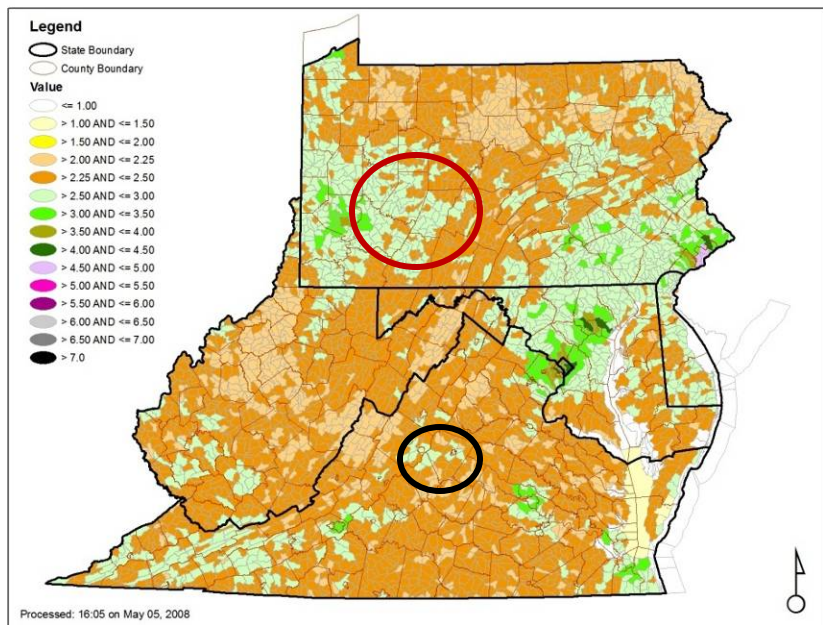 Legend
State Boundary
County Boundary
Value
<= 1.00
> 1.00 AND <= 1.50
> 1.50 AND <= 2.00
> 2.00 AND <= 2.25
> 2.25 AND <= 2.50
> 2.50 AND <= 3.00
> 3.00 AND <= 3.50
> 3.50 AND <= 4.00
> 4.00 AND <= 4.50
> 4.50 AND <= 5.00
> 5.00 AND <= 5.50
> 5.50 AND <= 6.00
> 6.00 AND <= 6.50
> 6.50 AND <= 7.00
> 7.0
Processed: 16:05 on May 05, 2008